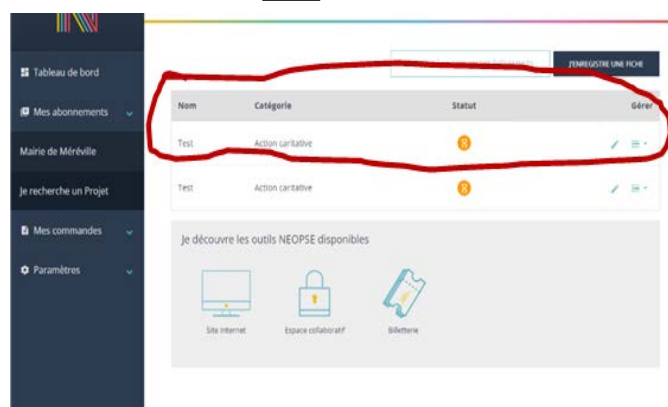 Tableau de bord
Mes abonnements
Mairie de Méréville
Je recherche un Projet
Mes commandes
Paramètres
J'ENREGISTRE UNE FICHE
Nom Catégorie Statut Gérer
Test Action caritative
Test Action caritative
Je découvre les outils NEOPSE disponibles
Site Internet Espace collaboratif Billetterie